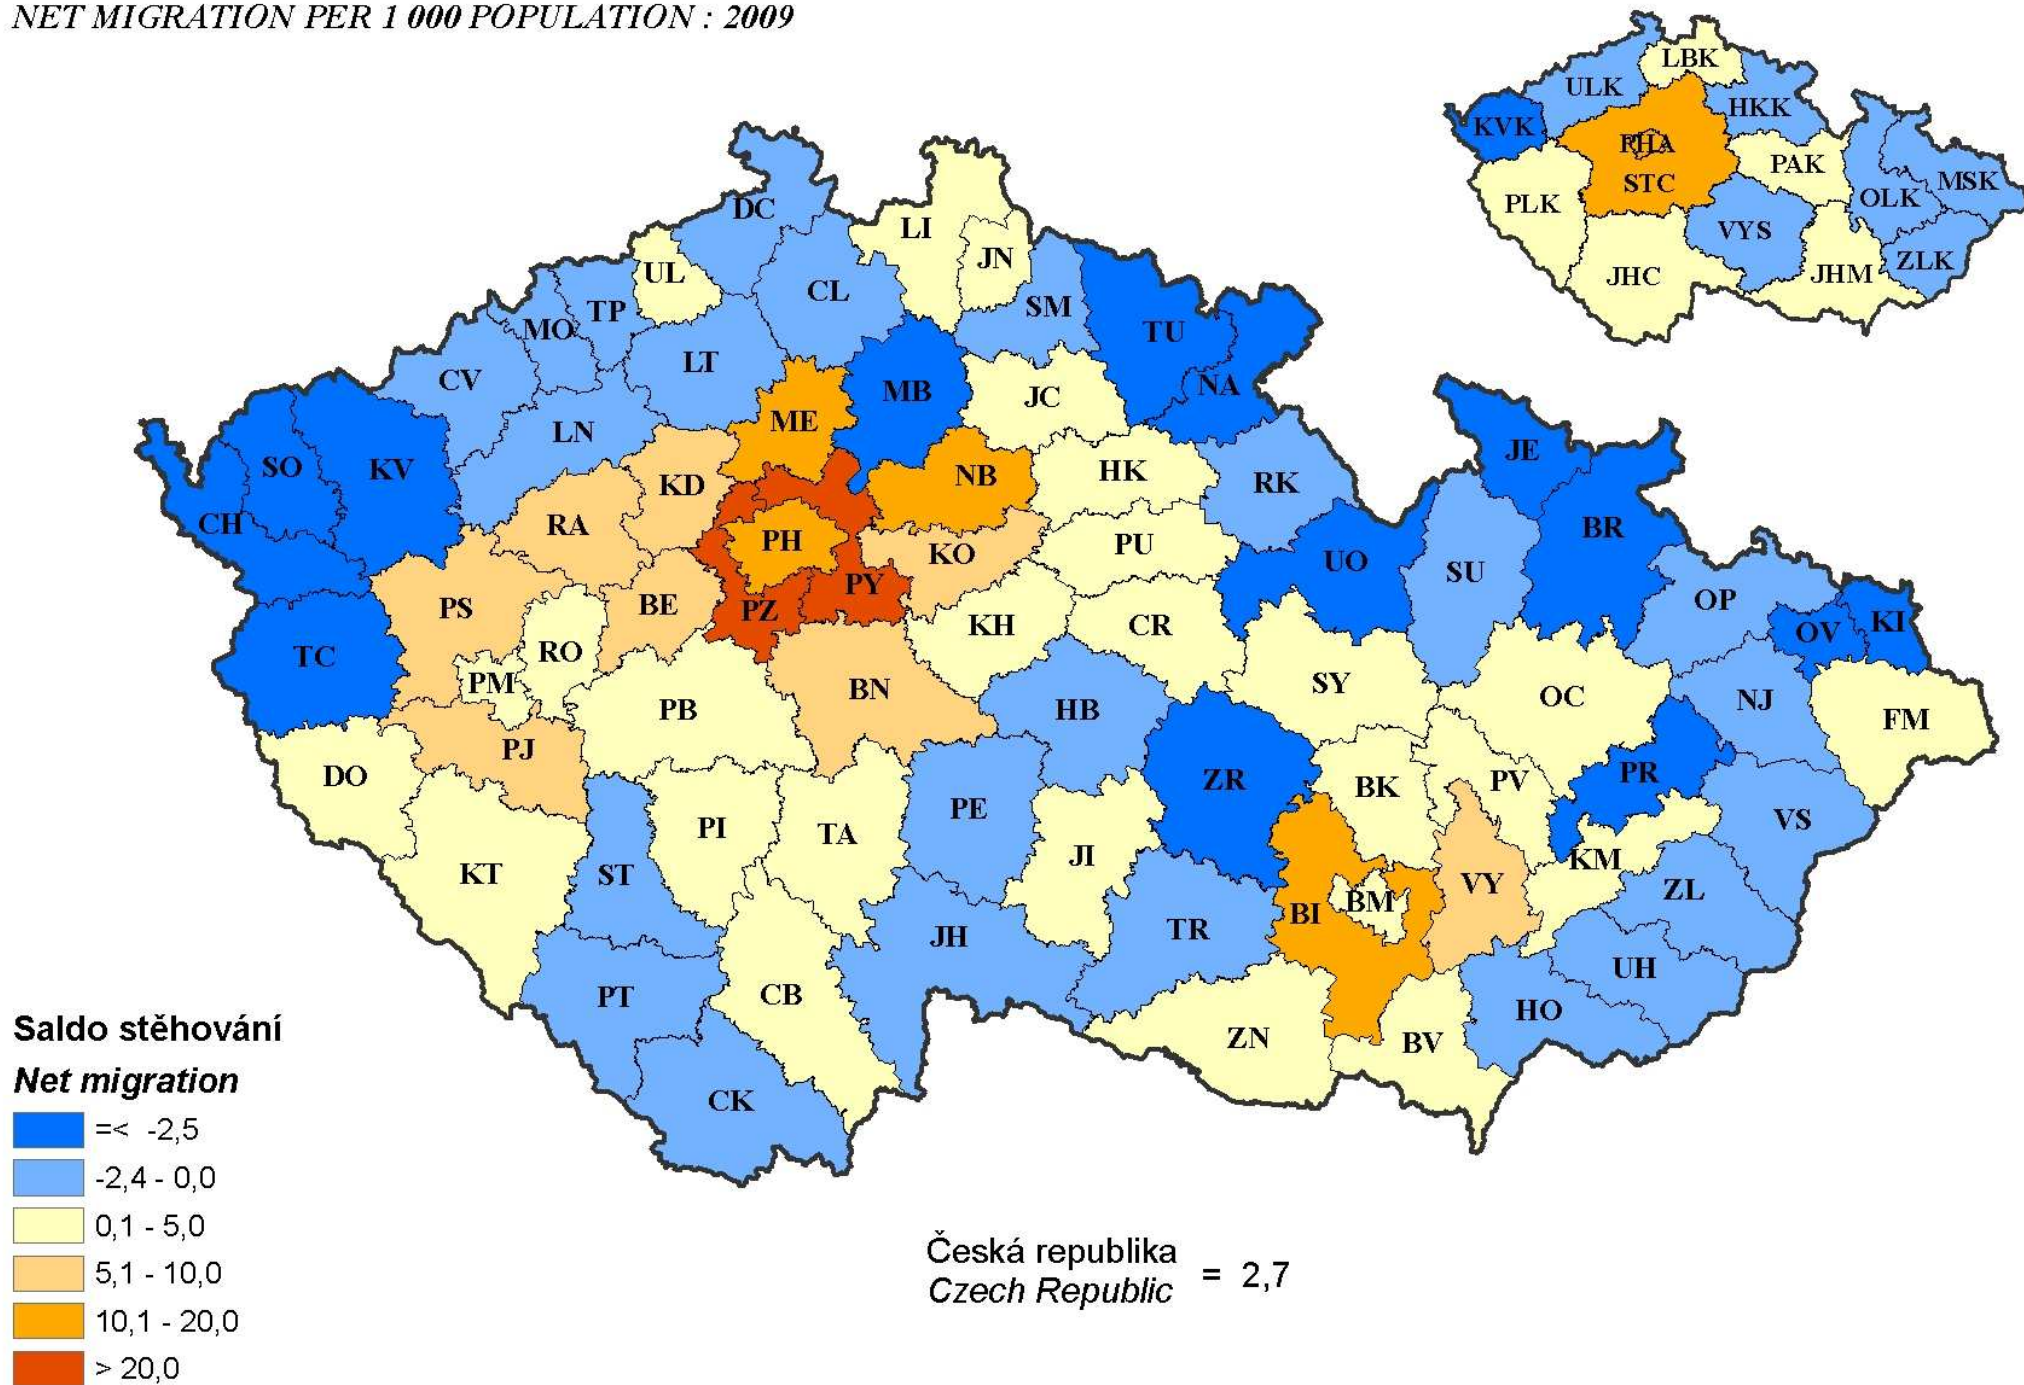 NET MIGRATION PER 1 000 POPULATION : 2009
LBK
ULK
HKK
KVK
PHA
PAK
STC
MSK
PLK
OLK
VYS
ZLK
JHC
JHM
DC
LI
JN
UL
CL
SM
TP
MO
TU
LT
CV
MB
NA
JC
ME
LN
SO
KV
KD
NB
HK
RK
JE
CH
RA
PH
KO
PU
UO
SU
BR
PS
BE
PZ
PY
KH
CR
OP
OV
KI
TC
RO
PM
BN
SY
OC
NJ
PB
HB
FM
PJ
DO
ZR
BK
PV
PR
PE
PI
TA
VS
KT
ST
JI
KM
VY
ZL
BI
BM
JH
TR
UH
PT
CB
HO
ZN
BV
CK
Saldo stěhování
Net migration
=< -2,5
-2,4 - 0,0
0,1 - 5,0
5,1 - 10,0
10,1 - 20,0
> 20,0
Česká republika
Czech Republic = 2,7